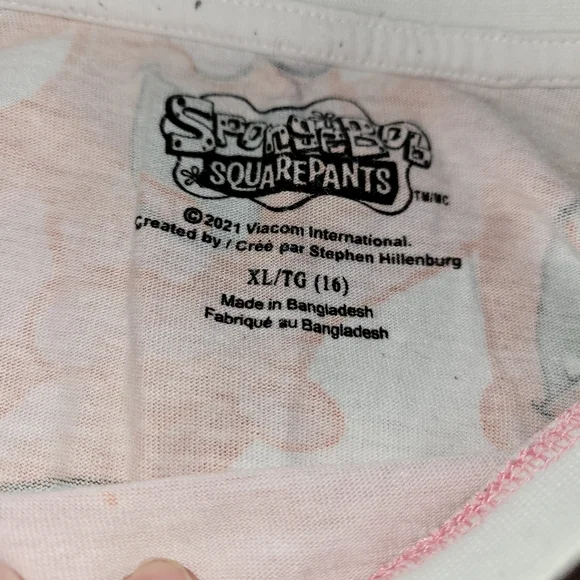 SPONGEBOB
SQUAREPANTS
TM/MC
©2021 Viacom International.
Created by / Créé par Stephen Hillenburg
XL/TG (16)
Made in Bangladesh
Fabriqué au Bangladesh